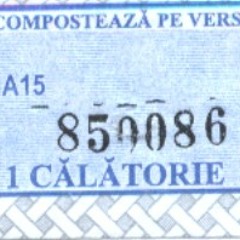 COMPOSTEAZĂ PE VERS
A15
850086
1 CĂLĂTORIE